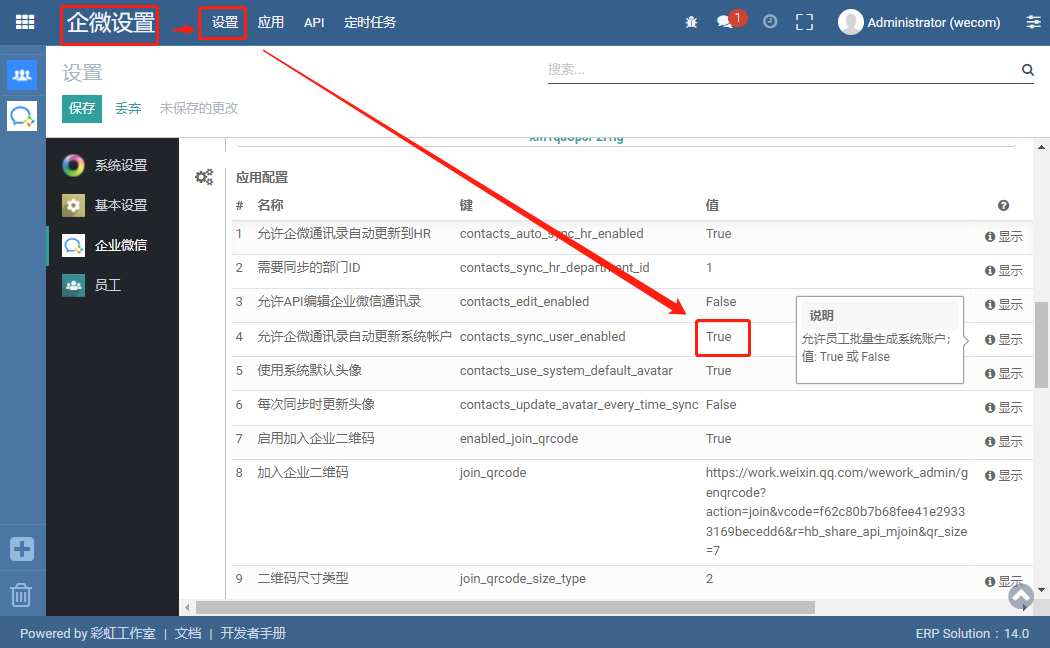 企微设置 设置 应用 API 定时任务 1 Administrator (wecom)
设置
搜索...
保存 丢弃 未保存的更改
系统设置
基本设置
企业微信
员工
应用配置
# 名称 键 值
1 允许企微通讯录自动更新到HR contacts_auto_sync_hr_enabled True 显示
2 需要同步的部门ID contacts_sync_hr_department_id 1 显示
3 允许API编辑企业微信通讯录 contacts_edit_enabled False 显示
4 允许企微通讯录自动更新系统帐户 contacts_sync_user_enabled True 显示
说明
允许员工批量生成系统账户;
值: True 或 False
5 使用系统默认头像 contacts_use_system_default_avatar True 显示
6 每次同步时更新头像 contacts_update_avatar_every_time_sync False 显示
7 启用加入企业二维码 enabled_join_qrcode True 显示
8 加入企业二维码 join_qrcode https://work.weixin.qq.com/wework_admin/g 显示
enqrcode?
action=join&vcode=f62c80b7b68fee41e2933
3169becedd6&r=hb_share_api_mjoin&qr_size
=7
9 二维码尺寸类型 join_qrcode_size_type 2 显示
Powered by 彩虹工作室 | 文档 | 开发者手册 ERP Solution : 14.0